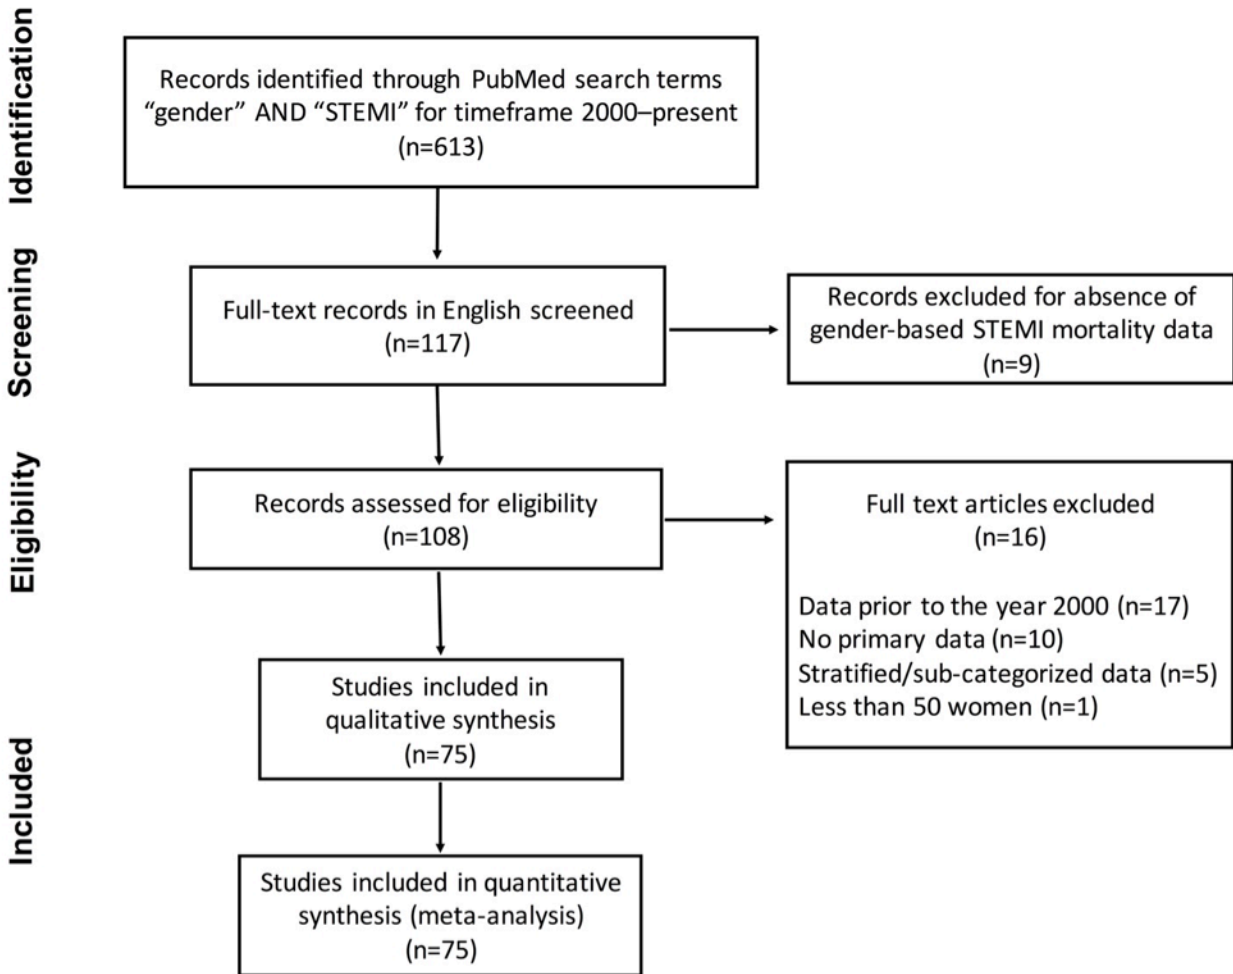 Identification
Records identified through PubMed search terms
“gender” AND “STEMI” for timeframe 2000–present
(n=613)
Screening
Full-text records in English screened
(n=117)
Records excluded for absence of
gender-based STEMI mortality data
(n=9)
Eligibility
Records assessed for eligibility
(n=108)
Full text articles excluded
(n=16)
Data prior to the year 2000 (n=17)
No primary data (n=10)
Stratified/sub-categorized data (n=5)
Less than 50 women (n=1)
Included
Studies included in
qualitative synthesis
(n=75)
Studies included in quantitative
synthesis (meta-analysis)
(n=75)